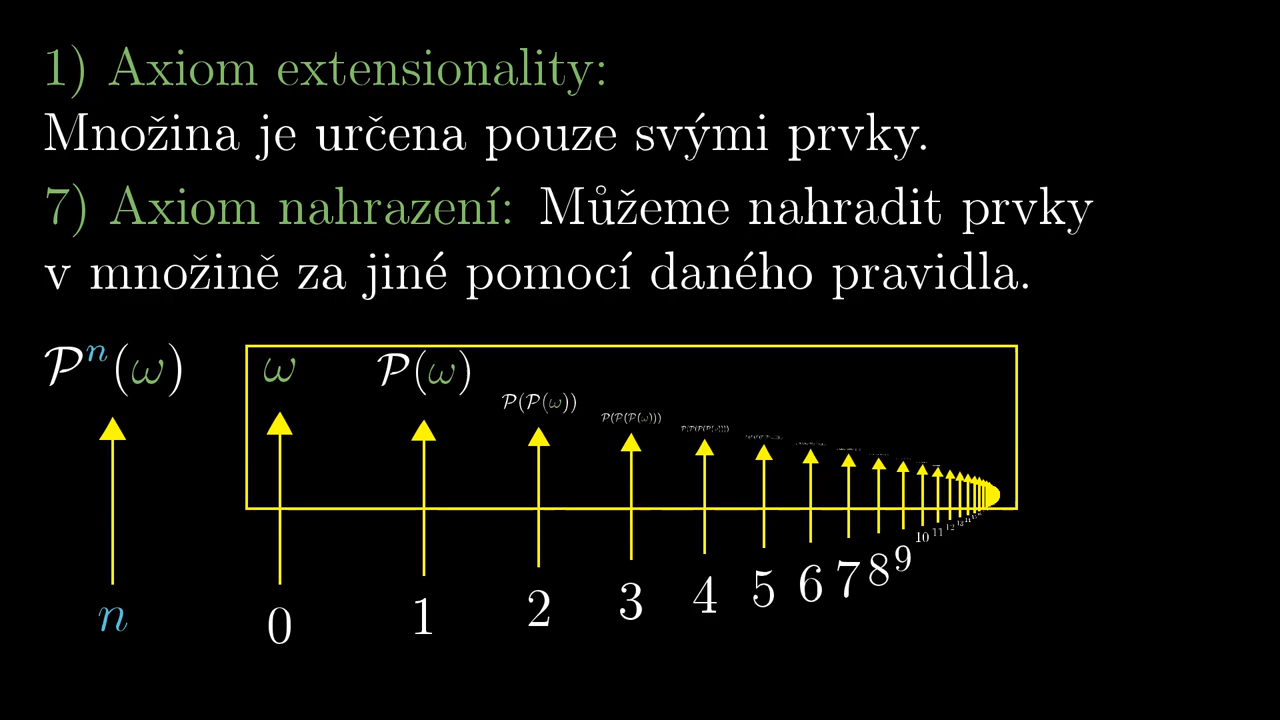 1) Axiom extensionality:
Množina je určena pouze svými prvky.
7) Axiom nahrazení: Můžeme nahradit prvky
v množině za jiné pomocí daného pravidla.
𝒫ⁿ(ω) ω 𝒫(ω) 𝒫(𝒫(ω)) 𝒫(𝒫(𝒫(ω))) 𝒫(𝒫(𝒫(𝒫(ω))))
n 0 1 2 3 4 5 6 7 8 9 10 11 12